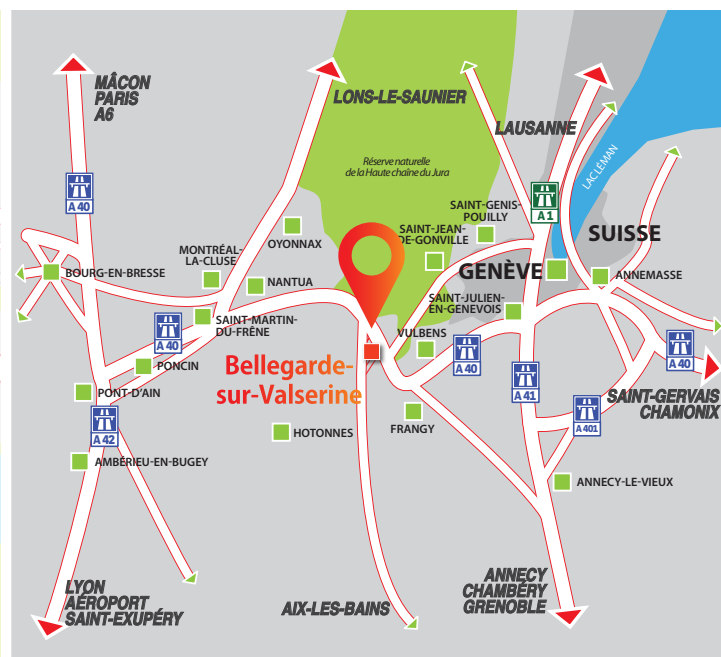 MÂCON
PARIS
A6
LONS-LE-SAUNIER
LAUSANNE
LAC LÉMAN
Réserve naturelle
de la Haute chaîne du Jura
A 40
A 1
SAINT-GENIS-
POUILLY
SAINT-JEAN-
DE-GONVILLE
SUISSE
OYONNAX
MONTRÉAL-
LA-CLUSE
BOURG-EN-BRESSE
NANTUA
GENÈVE
ANNEMASSE
SAINT-JULIEN-
EN-GENEVOIS
SAINT-MARTIN-
DU-FRÊNE
A 40
VULBENS
A 40
A 40
PONCIN
Bellegarde-
sur-Valserine
A 41
SAINT-GERVAIS
CHAMONIX
PONT-D'AIN
A 42
FRANGY
A 401
HOTONNES
AMBÉRIEU-EN-BUGEY
ANNECY-LE-VIEUX
LYON
AÉROPORT
SAINT-EXUPÉRY
AIX-LES-BAINS
ANNECY
CHAMBÉRY
GRENOBLE